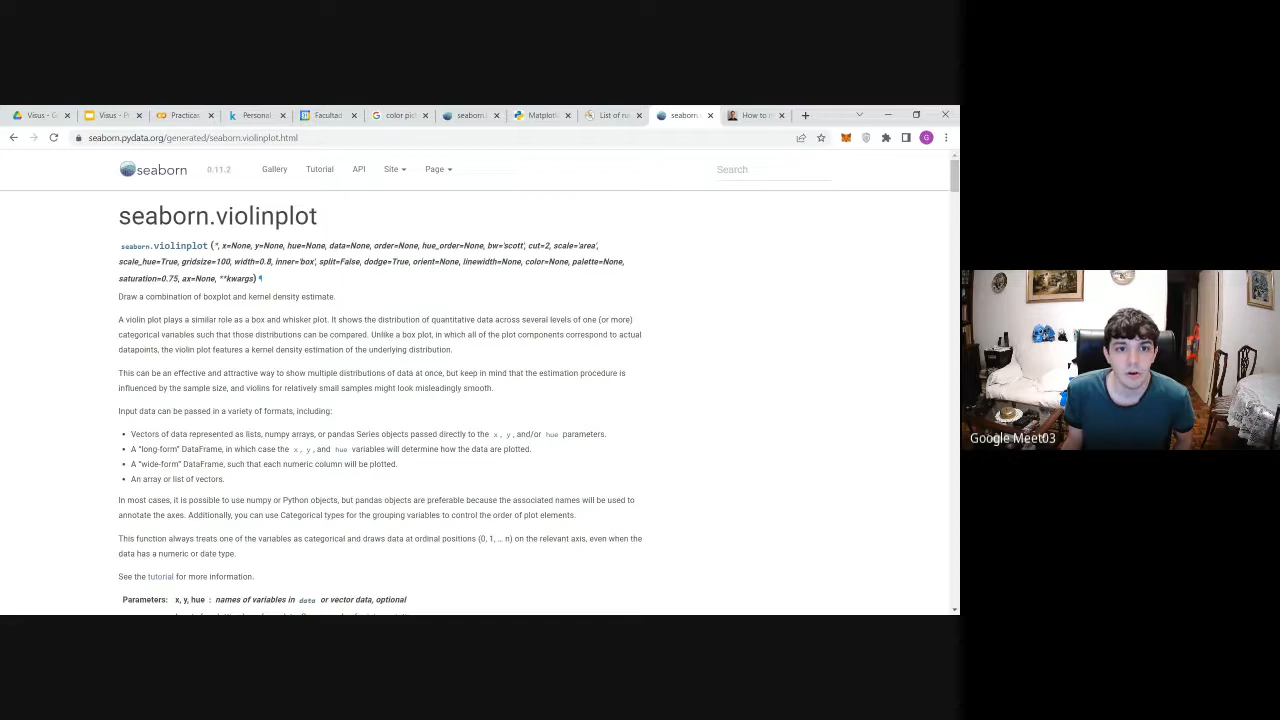 Visus - G
Visus - P
Practicas
Personal
Facultad
color pic
seaborn.
Matplotl
List of n
seaborn.
How to
seaborn.pydata.org/generated/seaborn.violinplot.html
G
seaborn 0.11.2 Gallery Tutorial API Site Page Search
seaborn.violinplot
seaborn.violinplot (*, x=None, y=None, hue=None, data=None, order=None, hue_order=None, bw='scott', cut=2, scale='area',
scale_hue=True, gridsize=100, width=0.8, inner='box', split=False, dodge=True, orient=None, linewidth=None, color=None, palette=None,
saturation=0.75, ax=None, **kwargs) ¶
Draw a combination of boxplot and kernel density estimate.
A violin plot plays a similar role as a box and whisker plot. It shows the distribution of quantitative data across several levels of one (or more)
categorical variables such that those distributions can be compared. Unlike a box plot, in which all of the plot components correspond to actual
datapoints, the violin plot features a kernel density estimation of the underlying distribution.
This can be an effective and attractive way to show multiple distributions of data at once, but keep in mind that the estimation procedure is
influenced by the sample size, and violins for relatively small samples might look misleadingly smooth.
Input data can be passed in a variety of formats, including:
• Vectors of data represented as lists, numpy arrays, or pandas Series objects passed directly to the x, y, and/or hue parameters.
• A “long-form” DataFrame, in which case the x, y, and hue variables will determine how the data are plotted.
• A “wide-form” DataFrame, such that each numeric column will be plotted.
• An array or list of vectors.
In most cases, it is possible to use numpy or Python objects, but pandas objects are preferable because the associated names will be used to
annotate the axes. Additionally, you can use Categorical types for the grouping variables to control the order of plot elements.
This function always treats one of the variables as categorical and draws data at ordinal positions (0, 1, … n) on the relevant axis, even when the
data has a numeric or date type.
See the tutorial for more information.
Parameters: x, y, hue : names of variables in data or vector data, optional
Google Meet03